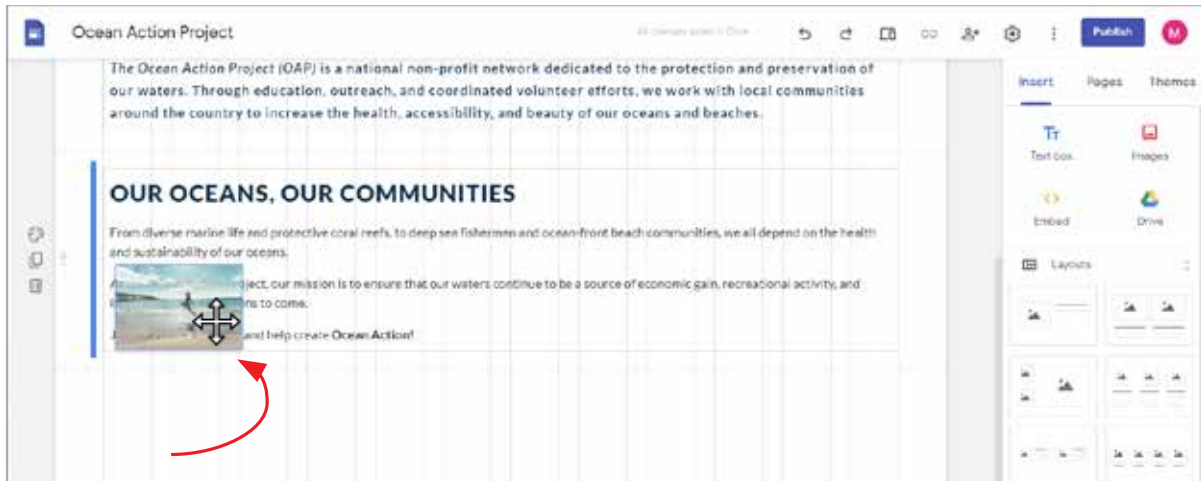 Ocean Action Project
Publish
M
The Ocean Action Project (OAP) is a national non-profit network dedicated to the protection and preservation of
our waters. Through education, outreach, and coordinated volunteer efforts, we work with local communities
around the country to increase the health, accessibility, and beauty of our oceans and beaches.
Insert Pages Themes
Text box Images
Embed Drive
Layouts
OUR OCEANS, OUR COMMUNITIES
From diverse marine life and protective coral reefs, to deep sea fisherman and ocean-front beach communities, we all depend on the health
and sustainability of our oceans.
our mission is to ensure that our waters continue to be a source of economic gain, recreational activity, and
to come.
and help create Ocean Action!